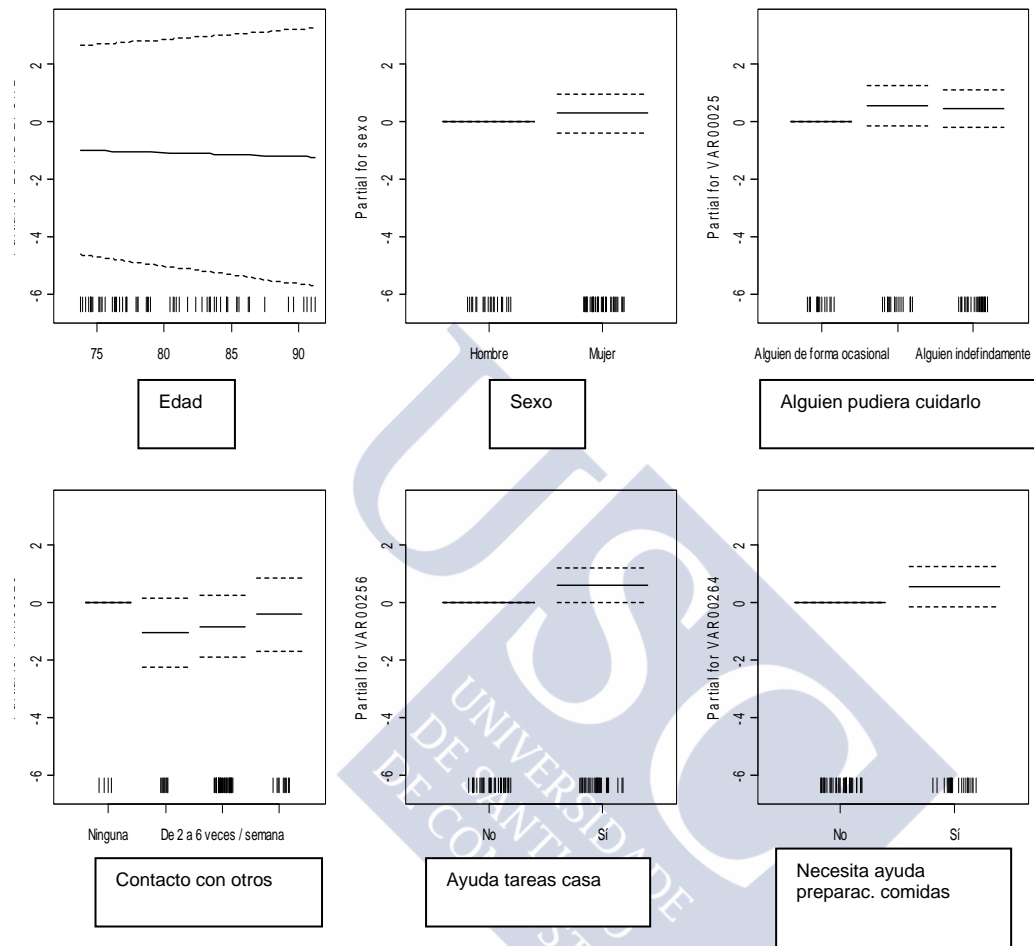 2
0
-2
-4
-6
75 80 85 90
Edad
Partial for sexo
2
0
-2
-4
-6
Hombre Mujer
Sexo
Partial for VAR00025
2
0
-2
-4
-6
Alguien de forma ocasional Alguien indefindamente
Alguien pudiera cuidarlo
2
0
-2
-4
-6
Ninguna De 2 a 6 veces / semana
Contacto con otros
Partial for VAR00256
2
0
-2
-4
-6
No Sí
Ayuda tareas casa
Partial for VAR00264
2
0
-2
-4
-6
No Sí
Necesita ayuda
preparac. comidas
USC
UNIVERSIDADE
DE SANTIAGO